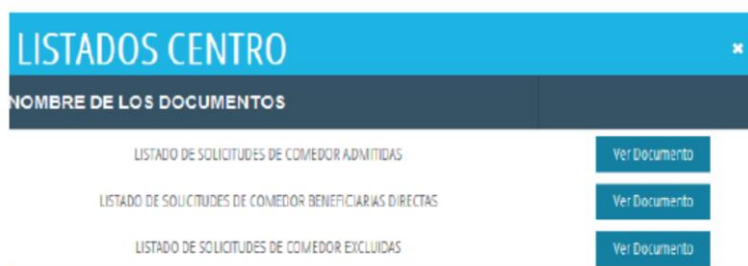 LISTADOS CENTRO ×
NOMBRE DE LOS DOCUMENTOS
LISTADO DE SOLICITUDES DE COMEDOR ADMITIDAS Ver Documento
LISTADO DE SOLICITUDES DE COMEDOR BENEFICIARIAS DIRECTAS Ver Documento
LISTADO DE SOLICITUDES DE COMEDOR EXCLUIDAS Ver Documento